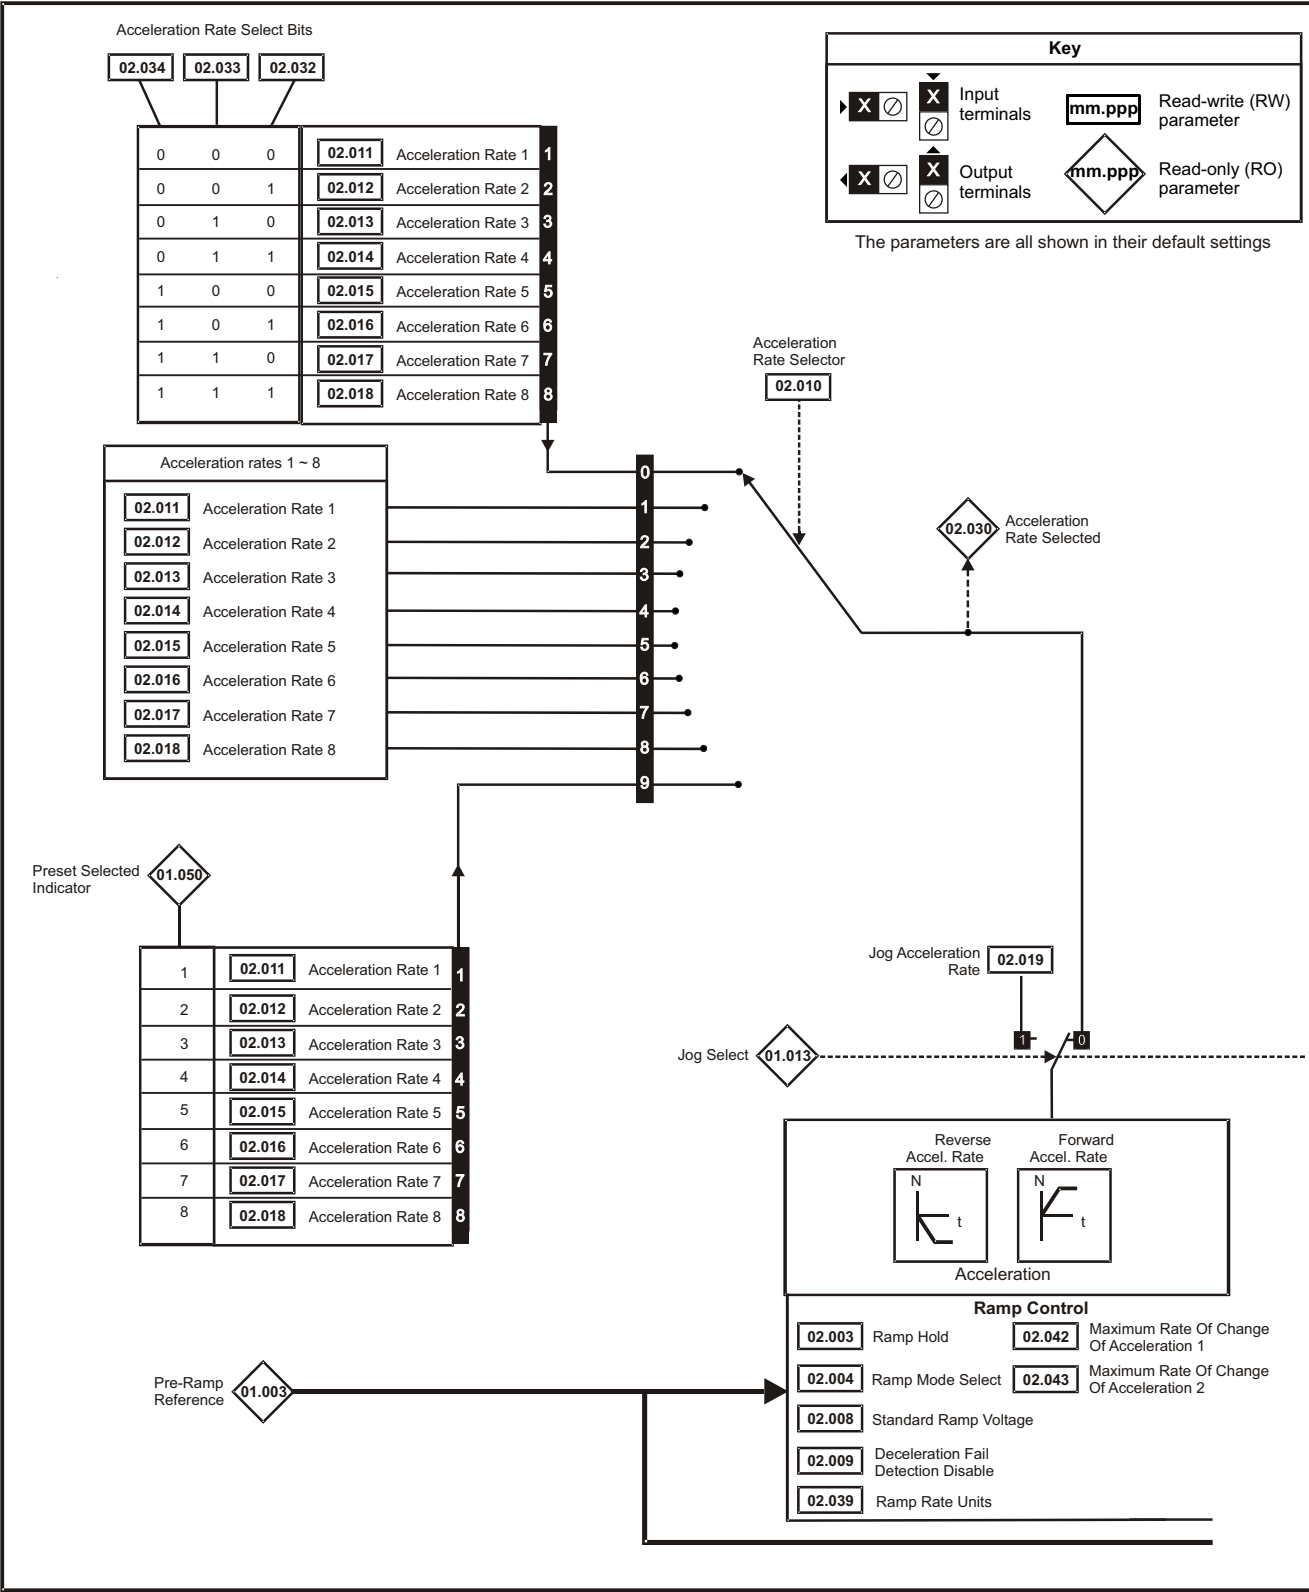 Acceleration Rate Select Bits
02.034 02.033 02.032
0 0 0 02.011 Acceleration Rate 1 1
0 0 1 02.012 Acceleration Rate 2 2
0 1 0 02.013 Acceleration Rate 3 3
0 1 1 02.014 Acceleration Rate 4 4
1 0 0 02.015 Acceleration Rate 5 5
1 0 1 02.016 Acceleration Rate 6 6
1 1 0 02.017 Acceleration Rate 7 7
1 1 1 02.018 Acceleration Rate 8 8
Key
X Input
terminals
X
mm.ppp Read-write (RW)
parameter
X Output
terminals
X
mm.ppp Read-only (RO)
parameter
The parameters are all shown in their default settings
Acceleration
Rate Selector
02.010
Acceleration rates 1 ~ 8
02.011 Acceleration Rate 1
02.012 Acceleration Rate 2
02.013 Acceleration Rate 3
02.014 Acceleration Rate 4
02.015 Acceleration Rate 5
02.016 Acceleration Rate 6
02.017 Acceleration Rate 7
02.018 Acceleration Rate 8
0
1
2
3
4
5
6
7
8
9
02.030 Acceleration
Rate Selected
Preset Selected
Indicator
01.050
1 02.011 Acceleration Rate 1 1
2 02.012 Acceleration Rate 2 2
3 02.013 Acceleration Rate 3 3
4 02.014 Acceleration Rate 4 4
5 02.015 Acceleration Rate 5 5
6 02.016 Acceleration Rate 6 6
7 02.017 Acceleration Rate 7 7
8 02.018 Acceleration Rate 8 8
Jog Acceleration
Rate
02.019
1 0
Jog Select 01.013
Reverse
Accel. Rate
N
t
Forward
Accel. Rate
N
t
Acceleration
Ramp Control
02.003 Ramp Hold
02.042 Maximum Rate Of Change
Of Acceleration 1
02.004 Ramp Mode Select
02.043 Maximum Rate Of Change
Of Acceleration 2
02.008 Standard Ramp Voltage
02.009 Deceleration Fail
Detection Disable
02.039 Ramp Rate Units
Pre-Ramp
Reference
01.003